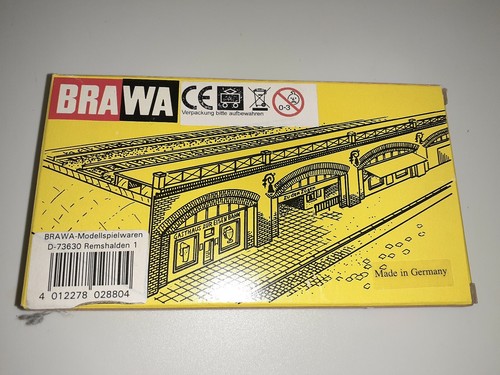 BRAWA
CE
0-3
Verpackung bitte aufbewahren
BRAWA-Modellspielwaren
D-73630 Remshalden 1
4 012278 028804
Made in Germany